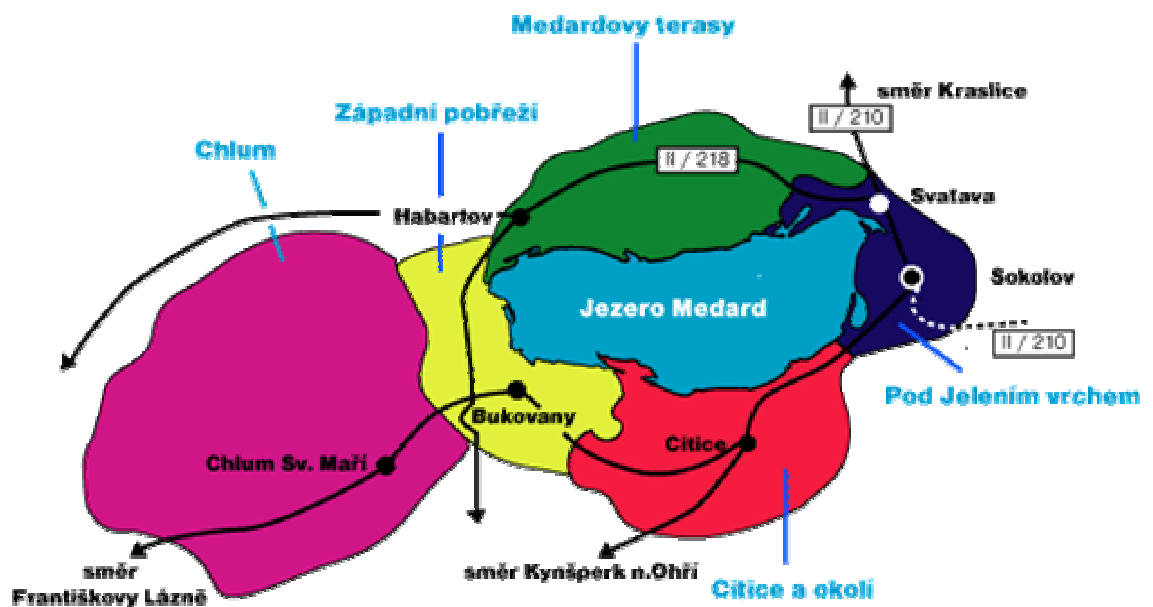 Medardovy terasy
směr Kraslice
II / 210
Západní pobřeží
Chlum
II / 218
Svatava
Habartov
Sokolov
Jezero Medard
II / 210
Pod Jelením vrchem
Bukovany
Citice
Chlum Sv. Maří
směr
Františkovy Lázně
směr Kynšperk n.Ohří
Citice a okolí